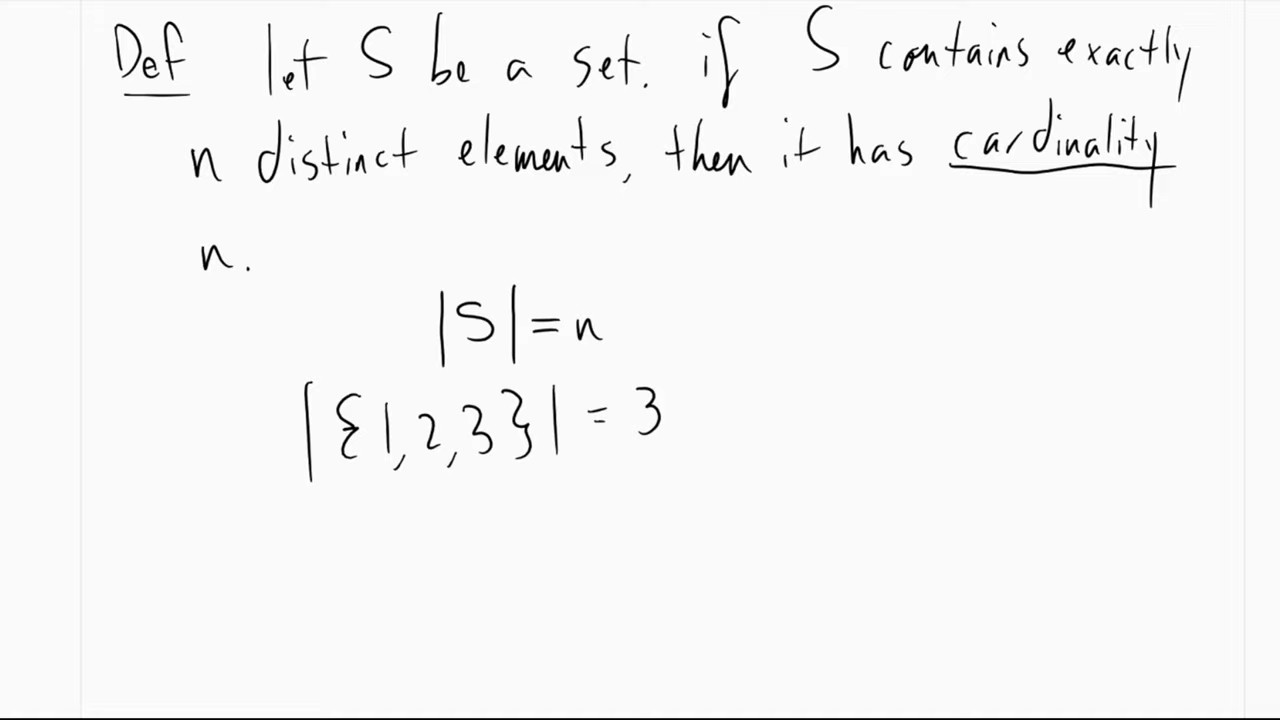 Def let S be a set. if S contains exactly
n distinct elements, then it has cardinality
n.
|S| = n
|{1,2,3}| = 3